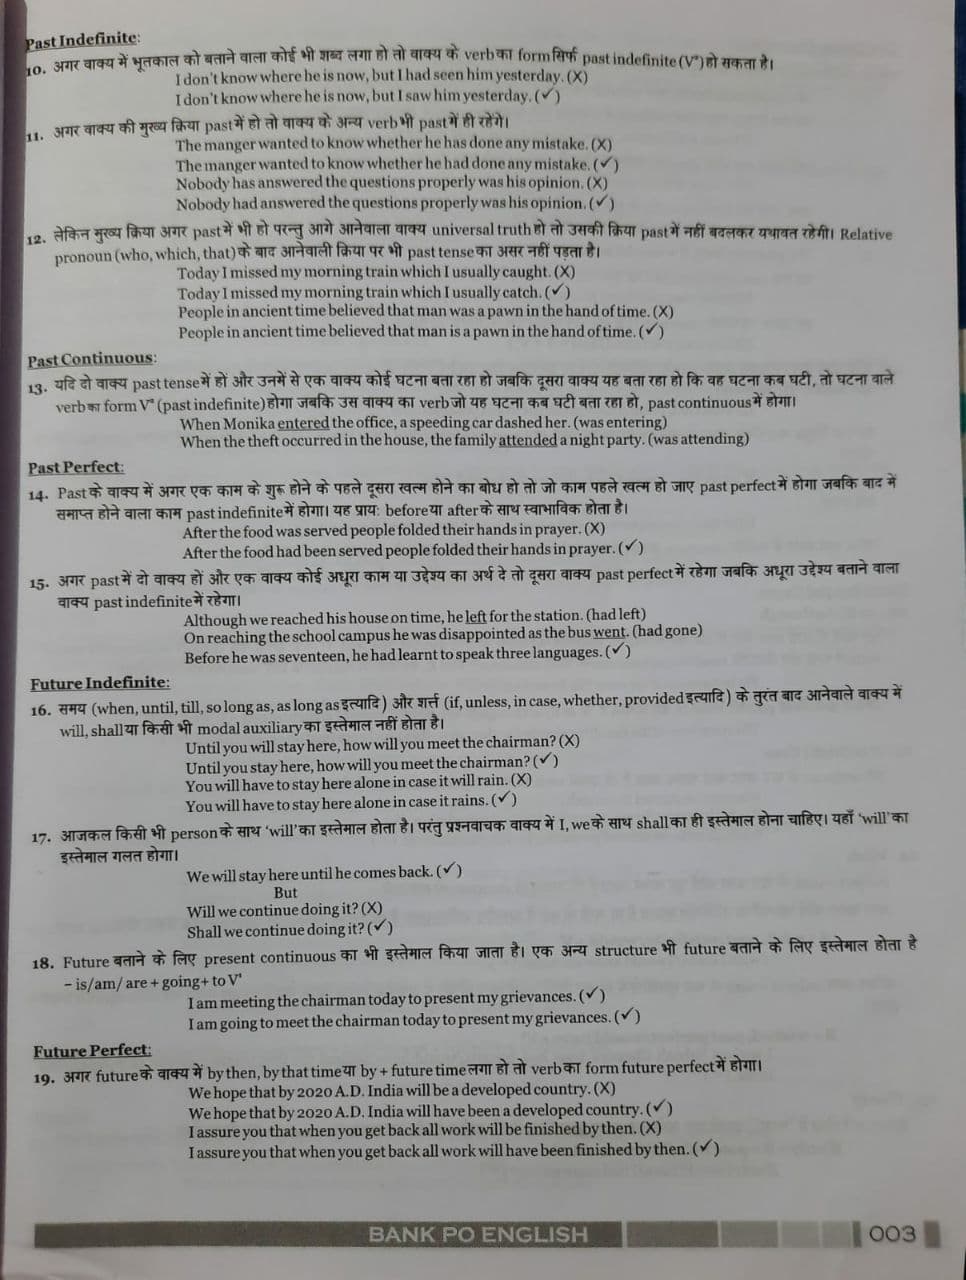 Past Indefinite:
10. अगर वाक्य में भूतकाल को बताने वाला कोई भी शब्द लगा हो तो वाक्य के verb का form सिर्फ past indefinite (V²) हो सकता है।
I don't know where he is now, but I had seen him yesterday. (X)
I don't know where he is now, but I saw him yesterday. (✓)
11. अगर वाक्य की मुख्य क्रिया past में हो तो वाक्य के अन्य verb भी past में ही रहेंगे।
The manger wanted to know whether he has done any mistake. (X)
The manger wanted to know whether he had done any mistake. (✓)
Nobody has answered the questions properly was his opinion. (X)
Nobody had answered the questions properly was his opinion. (✓)
12. लेकिन मुख्य क्रिया अगर past में भी हो परन्तु आगे आनेवाला वाक्य universal truth हो तो उसकी क्रिया past में नहीं बदलकर यथावत रहेगी। Relative
pronoun (who, which, that) के बाद आनेवाली क्रिया पर भी past tense का असर नहीं पड़ता है।
Today I missed my morning train which I usually caught. (X)
Today I missed my morning train which I usually catch. (✓)
People in ancient time believed that man was a pawn in the hand of time. (X)
People in ancient time believed that man is a pawn in the hand of time. (✓)
Past Continuous:
13. यदि दो वाक्य past tense में हों और उनमें से एक वाक्य कोई घटना बता रहा हो जबकि दूसरा वाक्य यह बता रहा हो कि वह घटना कब घटी, तो घटना वाले
verb का form V² (past indefinite) होगा जबकि उस वाक्य का verb जो यह घटना कब घटी बता रहा हो, past continuous में होगा।
When Monika entered the office, a speeding car dashed her. (was entering)
When the theft occurred in the house, the family attended a night party. (was attending)
Past Perfect:
14. Past के वाक्य में अगर एक काम के शुरू होने के पहले दूसरा खत्म होने का बोध हो तो जो काम पहले खत्म हो जाए past perfect में होगा जबकि बाद में
समाप्त होने वाला काम past indefinite में होगा। यह प्राय: before या after के साथ स्वाभाविक होता है।
After the food was served people folded their hands in prayer. (X)
After the food had been served people folded their hands in prayer. (✓)
15. अगर past में दो वाक्य हों और एक वाक्य कोई अधूरा काम या उद्देश्य का अर्थ दे तो दूसरा वाक्य past perfect में रहेगा जबकि अधूरा उद्देश्य बताने वाला
वाक्य past indefinite में रहेगा।
Although we reached his house on time, he left for the station. (had left)
On reaching the school campus he was disappointed as the bus went. (had gone)
Before he was seventeen, he had learnt to speak three languages. (✓)
Future Indefinite:
16. समय (when, until, till, so long as, as long as इत्यादि) और शर्त्त (if, unless, in case, whether, provided इत्यादि) के तुरंत बाद आनेवाले वाक्य में
will, shall या किसी भी modal auxiliary का इस्तेमाल नहीं होता है।
Until you will stay here, how will you meet the chairman? (X)
Until you stay here, how will you meet the chairman? (✓)
You will have to stay here alone in case it will rain. (X)
You will have to stay here alone in case it rains. (✓)
17. आजकल किसी भी person के साथ 'will' का इस्तेमाल होता है। परंतु प्रश्नवाचक वाक्य में I, we के साथ shall का ही इस्तेमाल होना चाहिए। यहाँ 'will' का
इस्तेमाल गलत होगा।
We will stay here until he comes back. (✓)
But
Will we continue doing it? (X)
Shall we continue doing it? (✓)
18. Future बताने के लिए present continuous का भी इस्तेमाल किया जाता है। एक अन्य structure भी future बताने के लिए इस्तेमाल होता है
– is/am/ are + going+ to V¹
I am meeting the chairman today to present my grievances. (✓)
I am going to meet the chairman today to present my grievances. (✓)
Future Perfect:
19. अगर future के वाक्य में by then, by that time या by + future time लगा हो तो verb का form future perfect में होगा।
We hope that by 2020 A.D. India will be a developed country. (X)
We hope that by 2020 A.D. India will have been a developed country. (✓)
I assure you that when you get back all work will be finished by then. (X)
I assure you that when you get back all work will have been finished by then. (✓)
BANK PO ENGLISH 003